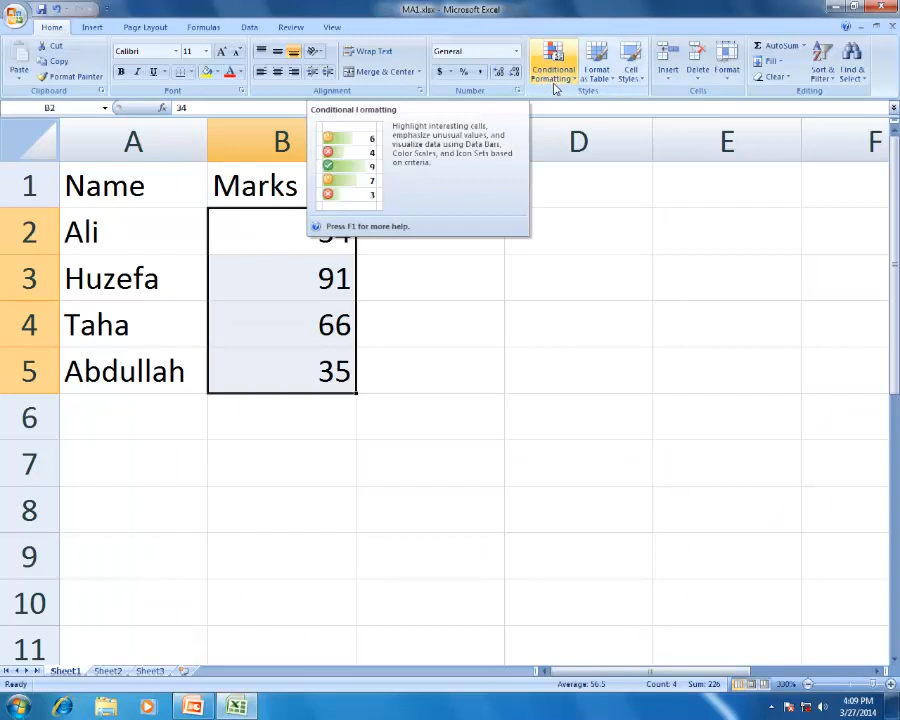 MA1.xlsx - Microsoft Excel
Home Insert Page Layout Formulas Data Review View
Paste Cut Copy Format Painter Clipboard
Calibri 11 B I U Font
Wrap Text Merge & Center Alignment
General $ % , Number
Conditional Formatting Format as Table Cell Styles Styles
Insert Delete Format Cells
Σ AutoSum Fill Clear Sort & Filter Find & Select Editing
B2 fx 34
Conditional Formatting
Highlight interesting cells,
emphasize unusual values, and
visualize data using Data Bars,
Color Scales, and Icon Sets based
on criteria.
6
4
9
7
3
Press F1 for more help.
A B D E F
1 Name Marks
2 Ali 34
3 Huzefa 91
4 Taha 66
5 Abdullah 35
6
7
8
9
10
11
Sheet1 Sheet2 Sheet3
Ready Average: 56.5 Count: 4 Sum: 226 330%
4:09 PM
3/27/2014